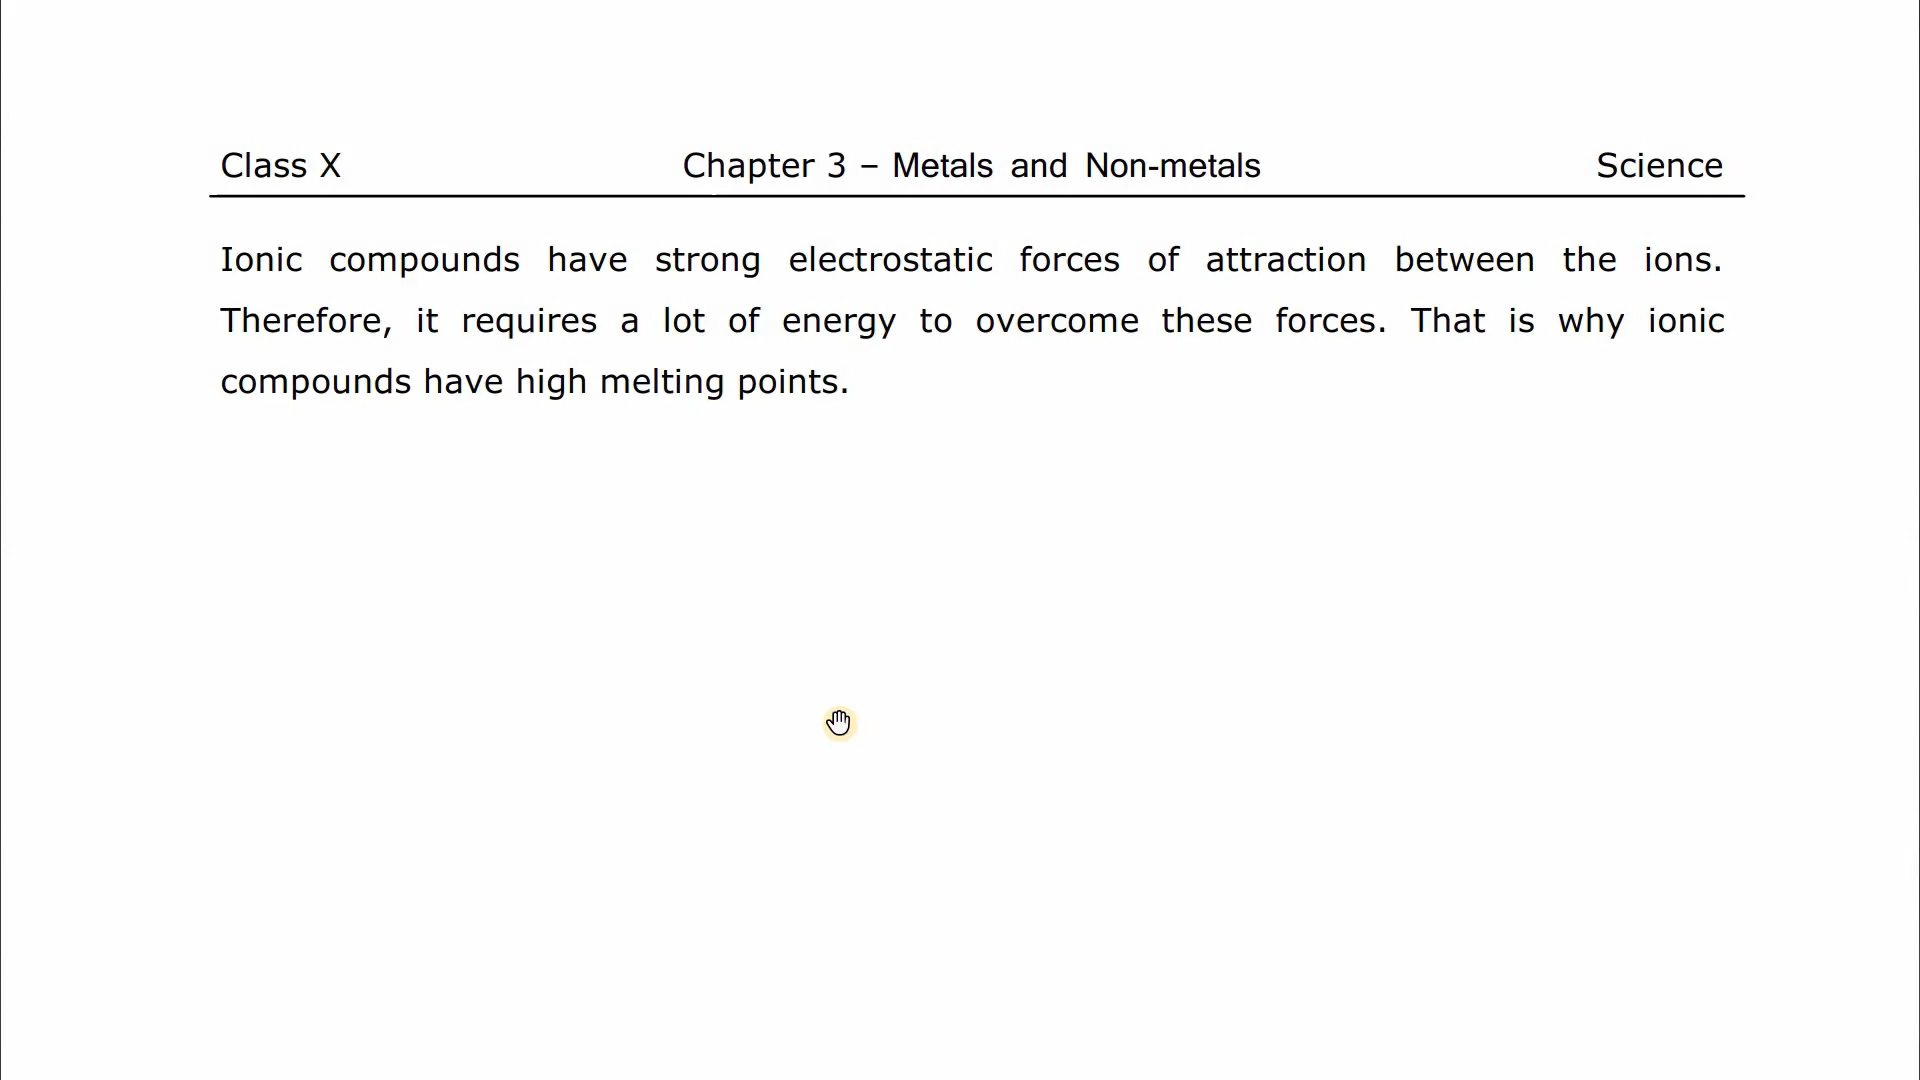 Class X Chapter 3 – Metals and Non-metals Science
Ionic compounds have strong electrostatic forces of attraction between the ions.
Therefore, it requires a lot of energy to overcome these forces. That is why ionic
compounds have high melting points.